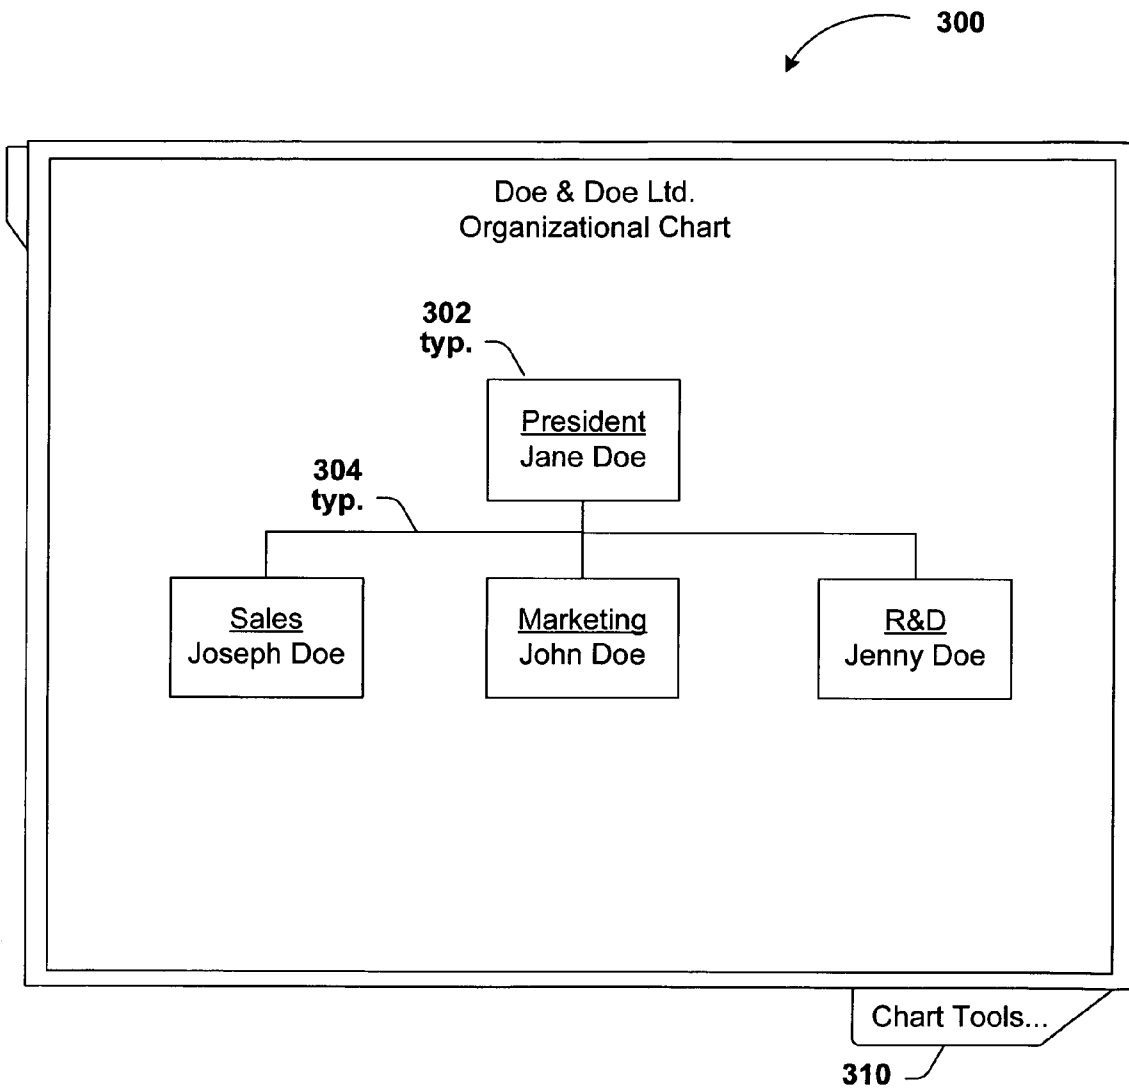 300
Doe & Doe Ltd.
Organizational Chart
302
typ.
President
Jane Doe
304
typ.
Sales
Joseph Doe
Marketing
John Doe
R&D
Jenny Doe
Chart Tools...
310